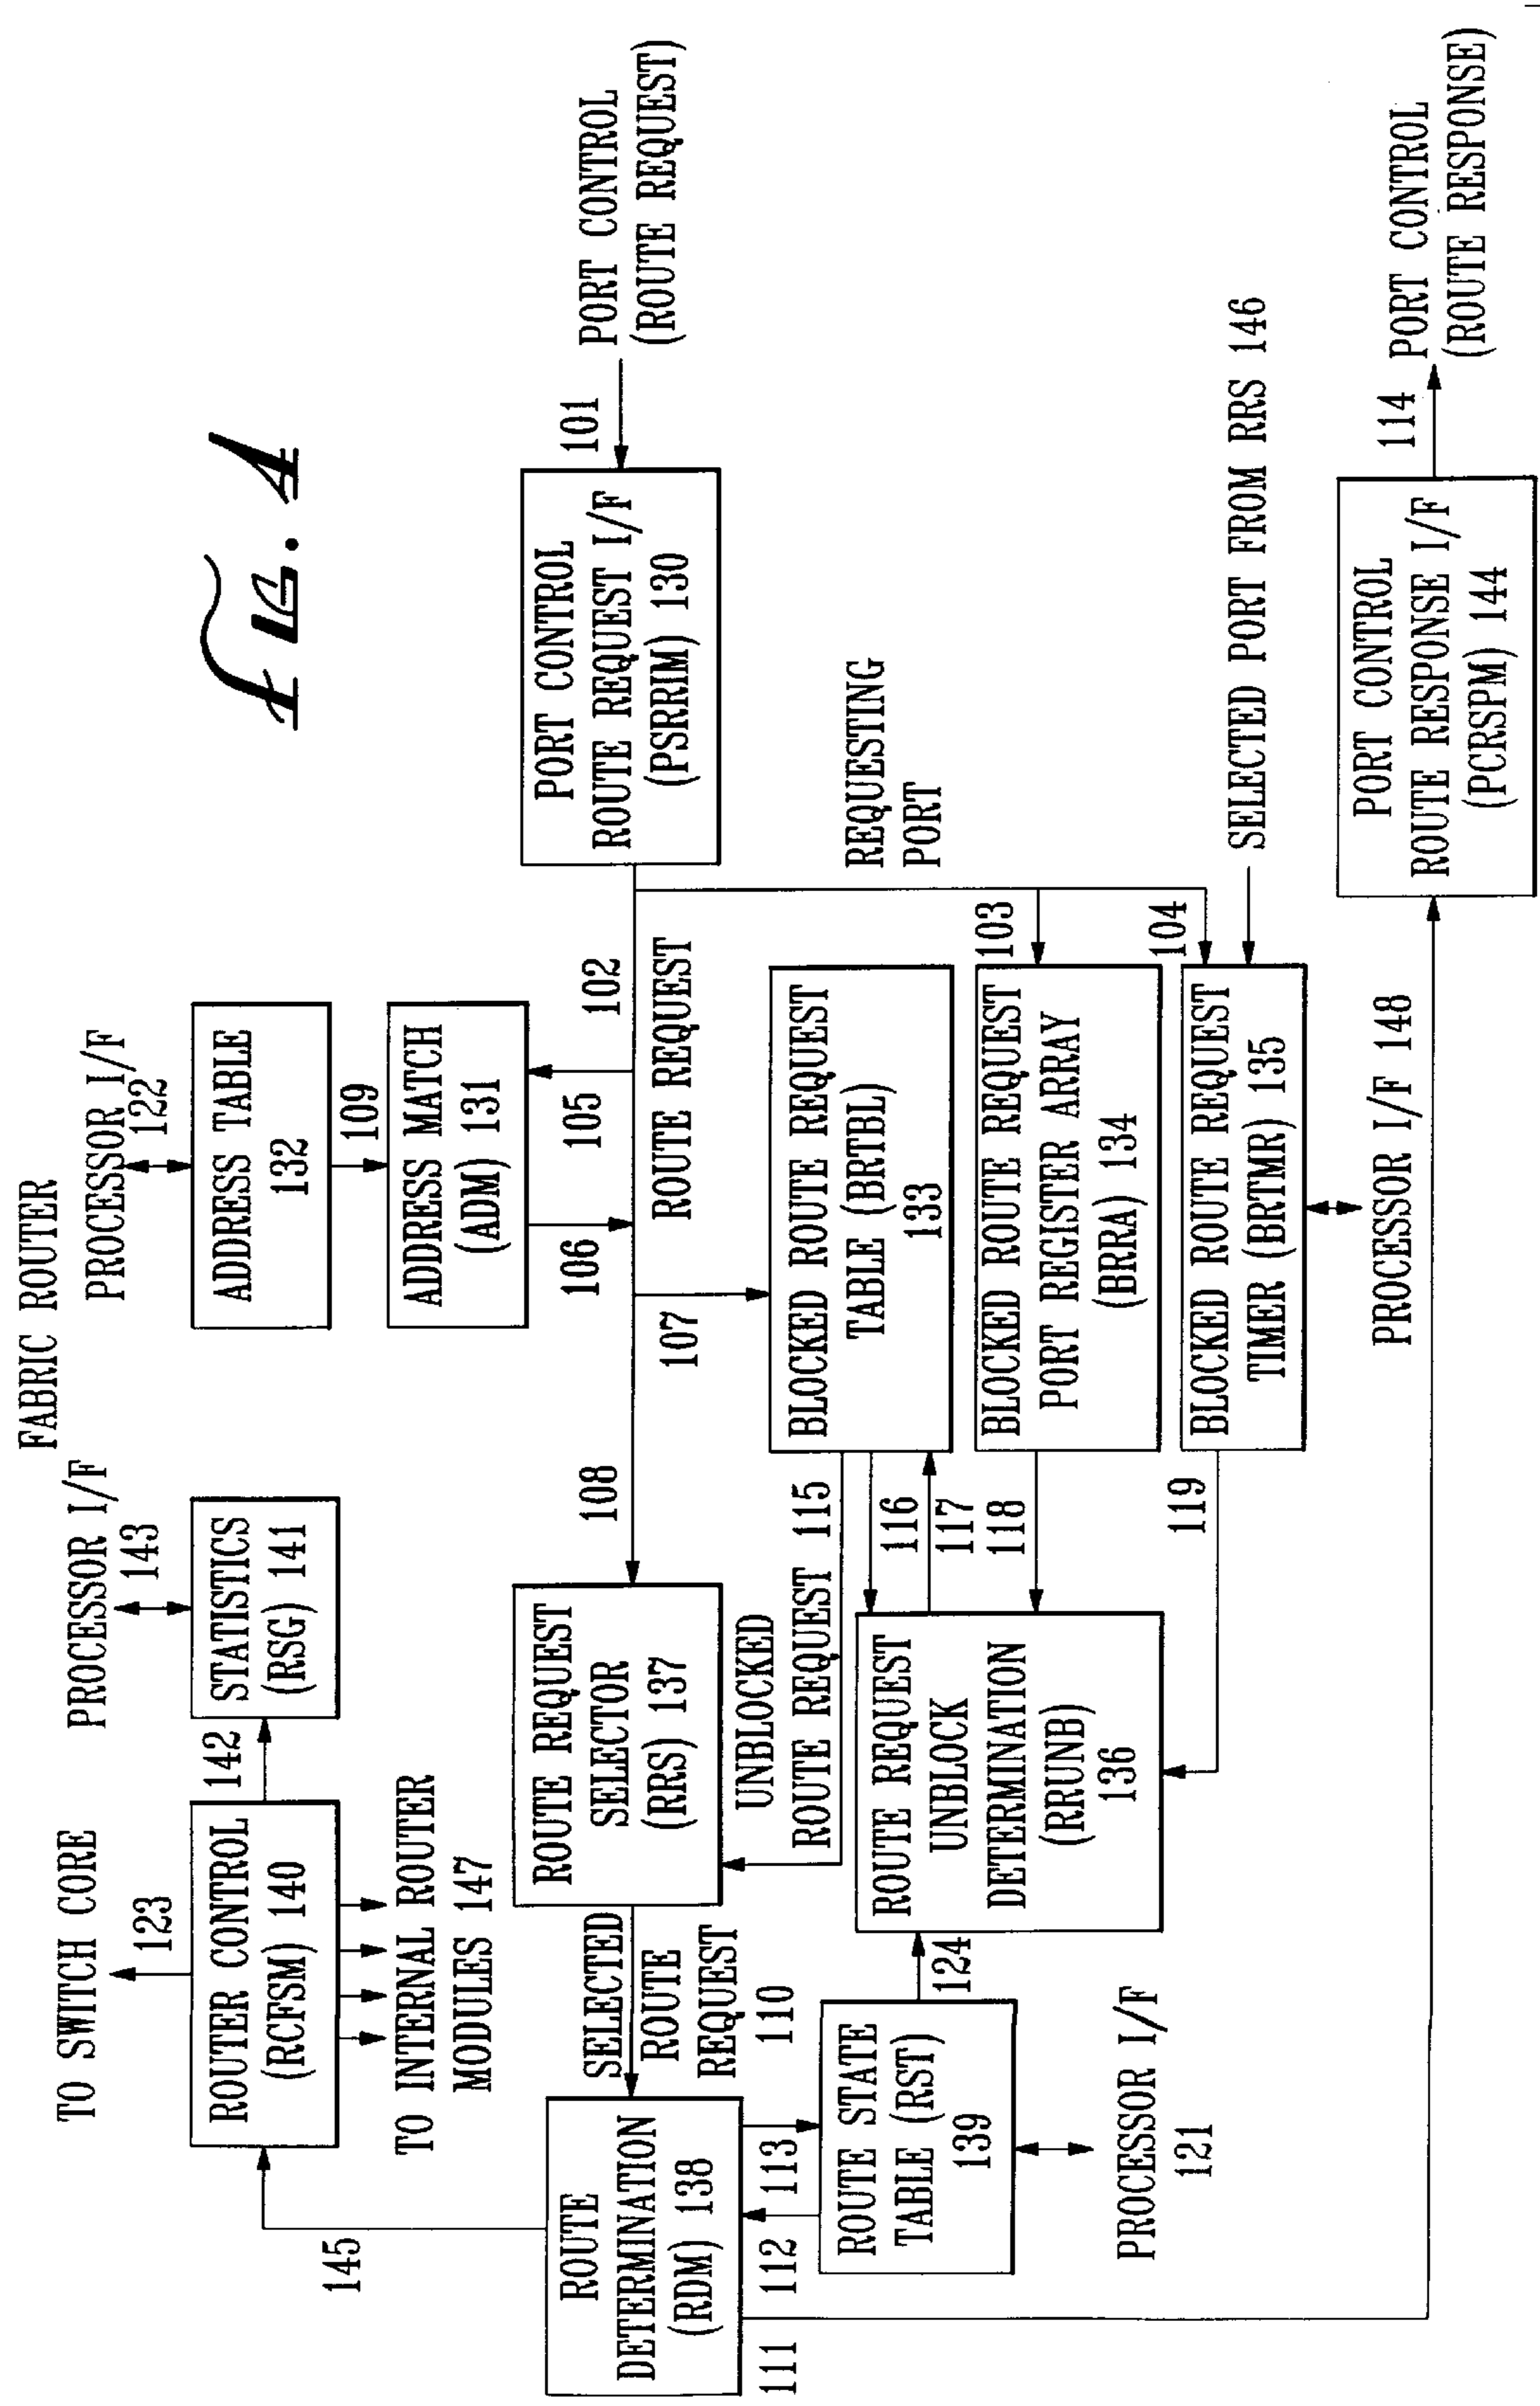 FABRIC ROUTER
TO SWITCH CORE
123
ROUTER CONTROL
(RCFSM) 140
TO INTERNAL ROUTER
MODULES 147
142
PROCESSOR I/F
143
STATISTICS
(RSG) 141
PROCESSOR I/F
122
ADDRESS TABLE
132
109
ADDRESS MATCH
(ADM) 131
105
106
FIG. 4
145
ROUTE
DETERMINATION
(RDM) 138
SELECTED
ROUTE
REQUEST
110
ROUTE REQUEST
SELECTOR
(RRS) 137
108
102
ROUTE REQUEST
107
PORT CONTROL
ROUTE REQUEST I/F
(PSRRIM) 130
101
PORT CONTROL
(ROUTE REQUEST)
111
112
113
ROUTE STATE
TABLE (RST)
139
PROCESSOR I/F
121
124
UNBLOCKED
ROUTE REQUEST 115
116
117
118
119
ROUTE REQUEST
UNBLOCK
DETERMINATION
(RRUNB)
136
BLOCKED ROUTE REQUEST
TABLE (BRTBL)
133
BLOCKED ROUTE REQUEST
PORT REGISTER ARRAY
(BRRA) 134
BLOCKED ROUTE REQUEST
TIMER (BRTMR) 135
REQUESTING
PORT
103
104
SELECTED PORT FROM RRS 146
PROCESSOR I/F 148
PORT CONTROL
ROUTE RESPONSE I/F
(PCRSPM) 144
114
PORT CONTROL
(ROUTE RESPONSE)